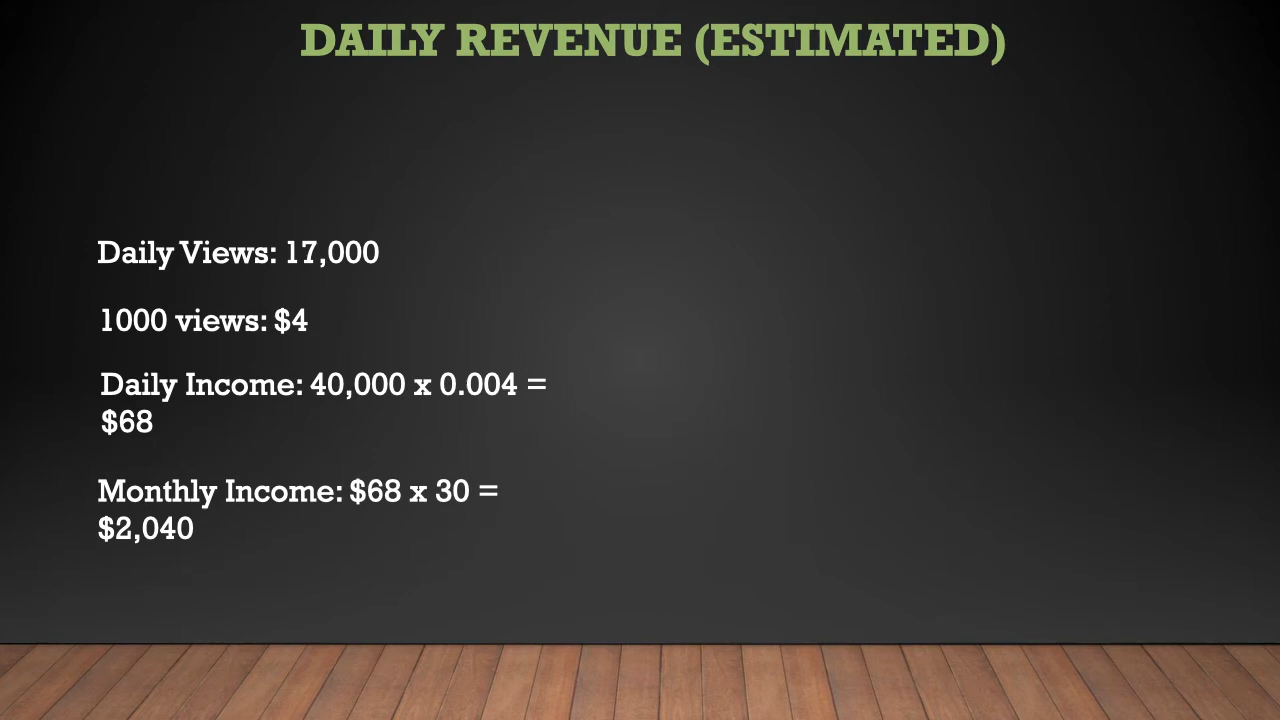 DAILY REVENUE (ESTIMATED)
Daily Views: 17,000
1000 views: $4
Daily Income: 40,000 x 0.004 =
$68
Monthly Income: $68 x 30 =
$2,040